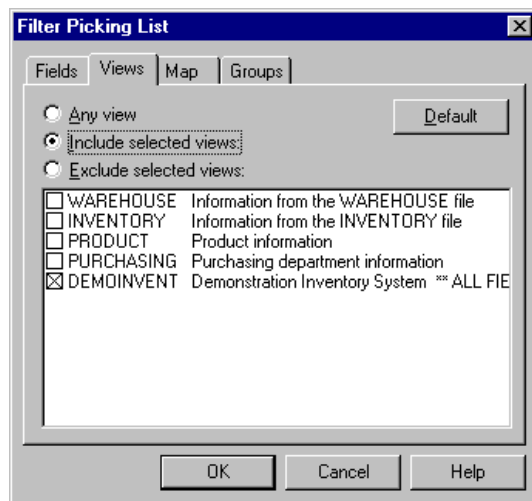 Filter Picking List
Fields Views Map Groups
Any view
Default
Include selected views:
Exclude selected views:
WAREHOUSE Information from the WAREHOUSE file
INVENTORY Information from the INVENTORY file
PRODUCT Product information
PURCHASING Purchasing department information
DEMOINVENT Demonstration Inventory System ** ALL FIE
OK Cancel Help